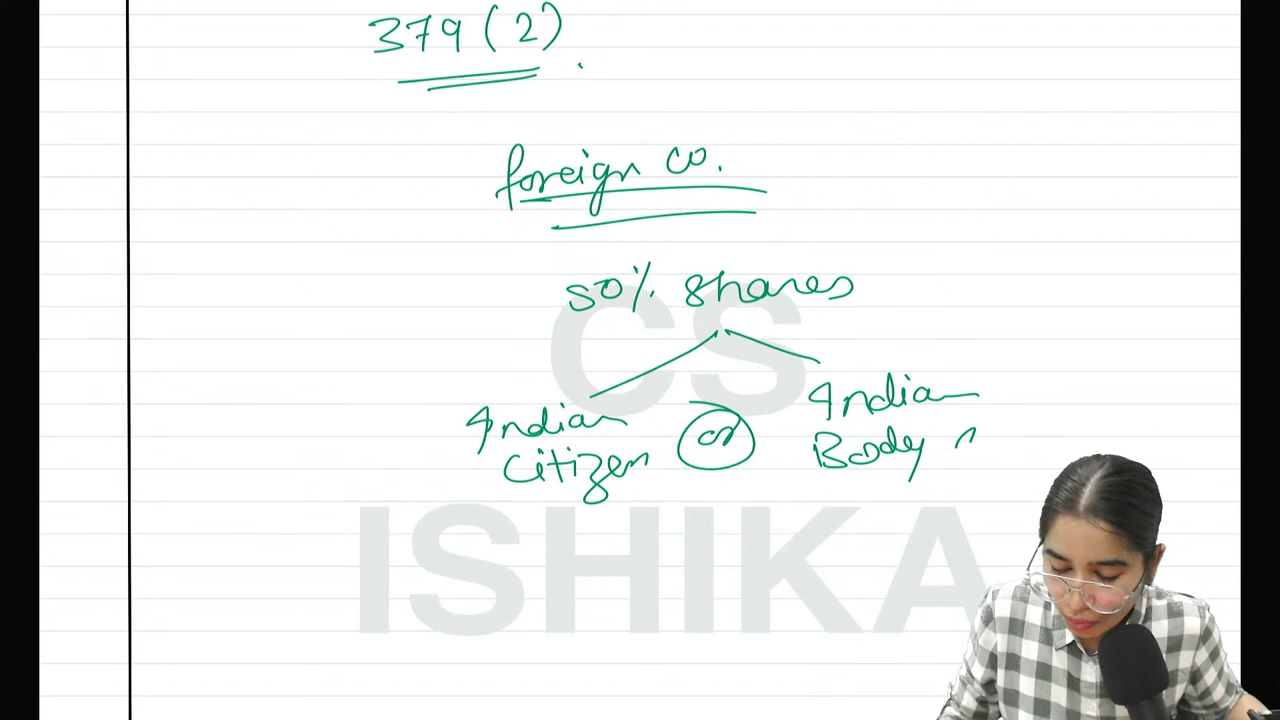 379 (2)
foreign co.
50% shares
Indian
Citizen
or
Indian
Body
CS
ISHIKA